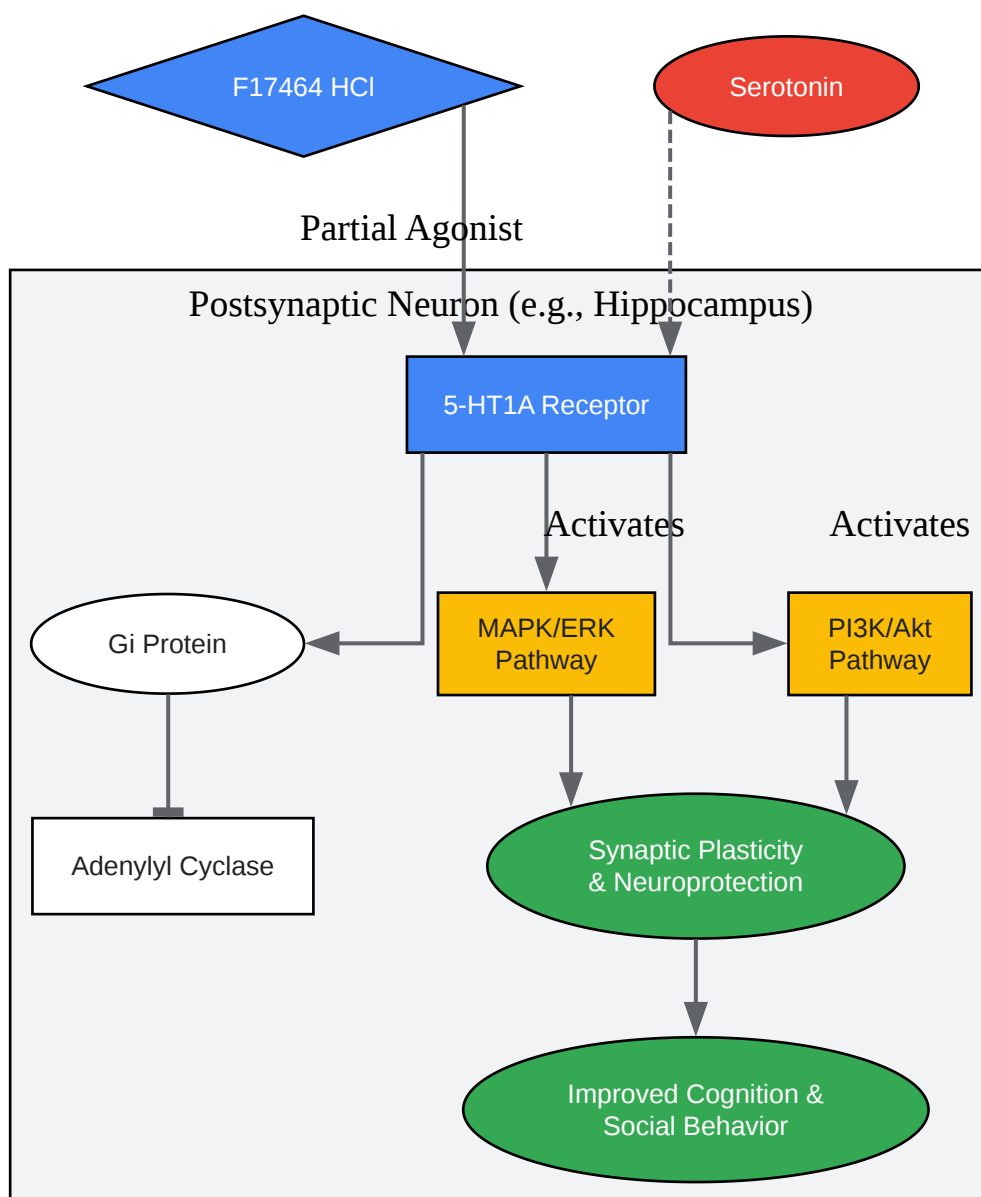 F17464 HCl
Serotonin
Partial Agonist
Postsynaptic Neuron (e.g., Hippocampus)
5-HT1A Receptor
Activates
Activates
Gi Protein
MAPK/ERK
Pathway
PI3K/Akt
Pathway
Adenylyl Cyclase
Synaptic Plasticity
& Neuroprotection
Improved Cognition &
Social Behavior